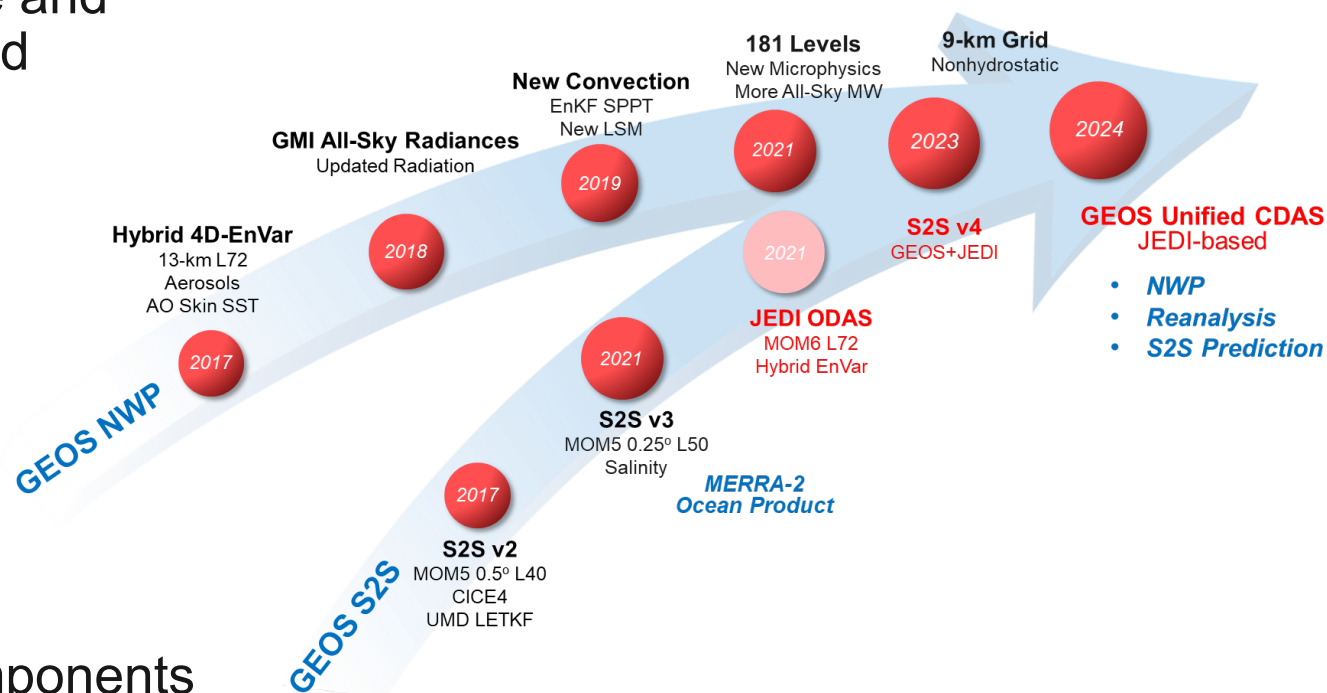 e and
d
181 Levels
New Microphysics
More All-Sky MW
9-km Grid
Nonhydrostatic
New Convection
EnKF SPPT
New LSM
GMI All-Sky Radiances
Updated Radiation
Hybrid 4D-EnVar
13-km L72
Aerosols
AO Skin SST
2017
2018
2019
2021
2023
2024
GEOS NWP
GEOS Unified CDAS
JEDI-based
• NWP
• Reanalysis
• S2S Prediction
S2S v4
GEOS+JEDI
2021
JEDI ODAS
MOM6 L72
Hybrid EnVar
2021
S2S v3
MOM5 0.25º L50
Salinity
MERRA-2
Ocean Product
2017
S2S v2
MOM5 0.5º L40
CICE4
UMD LETKF
GEOS S2S
ponents